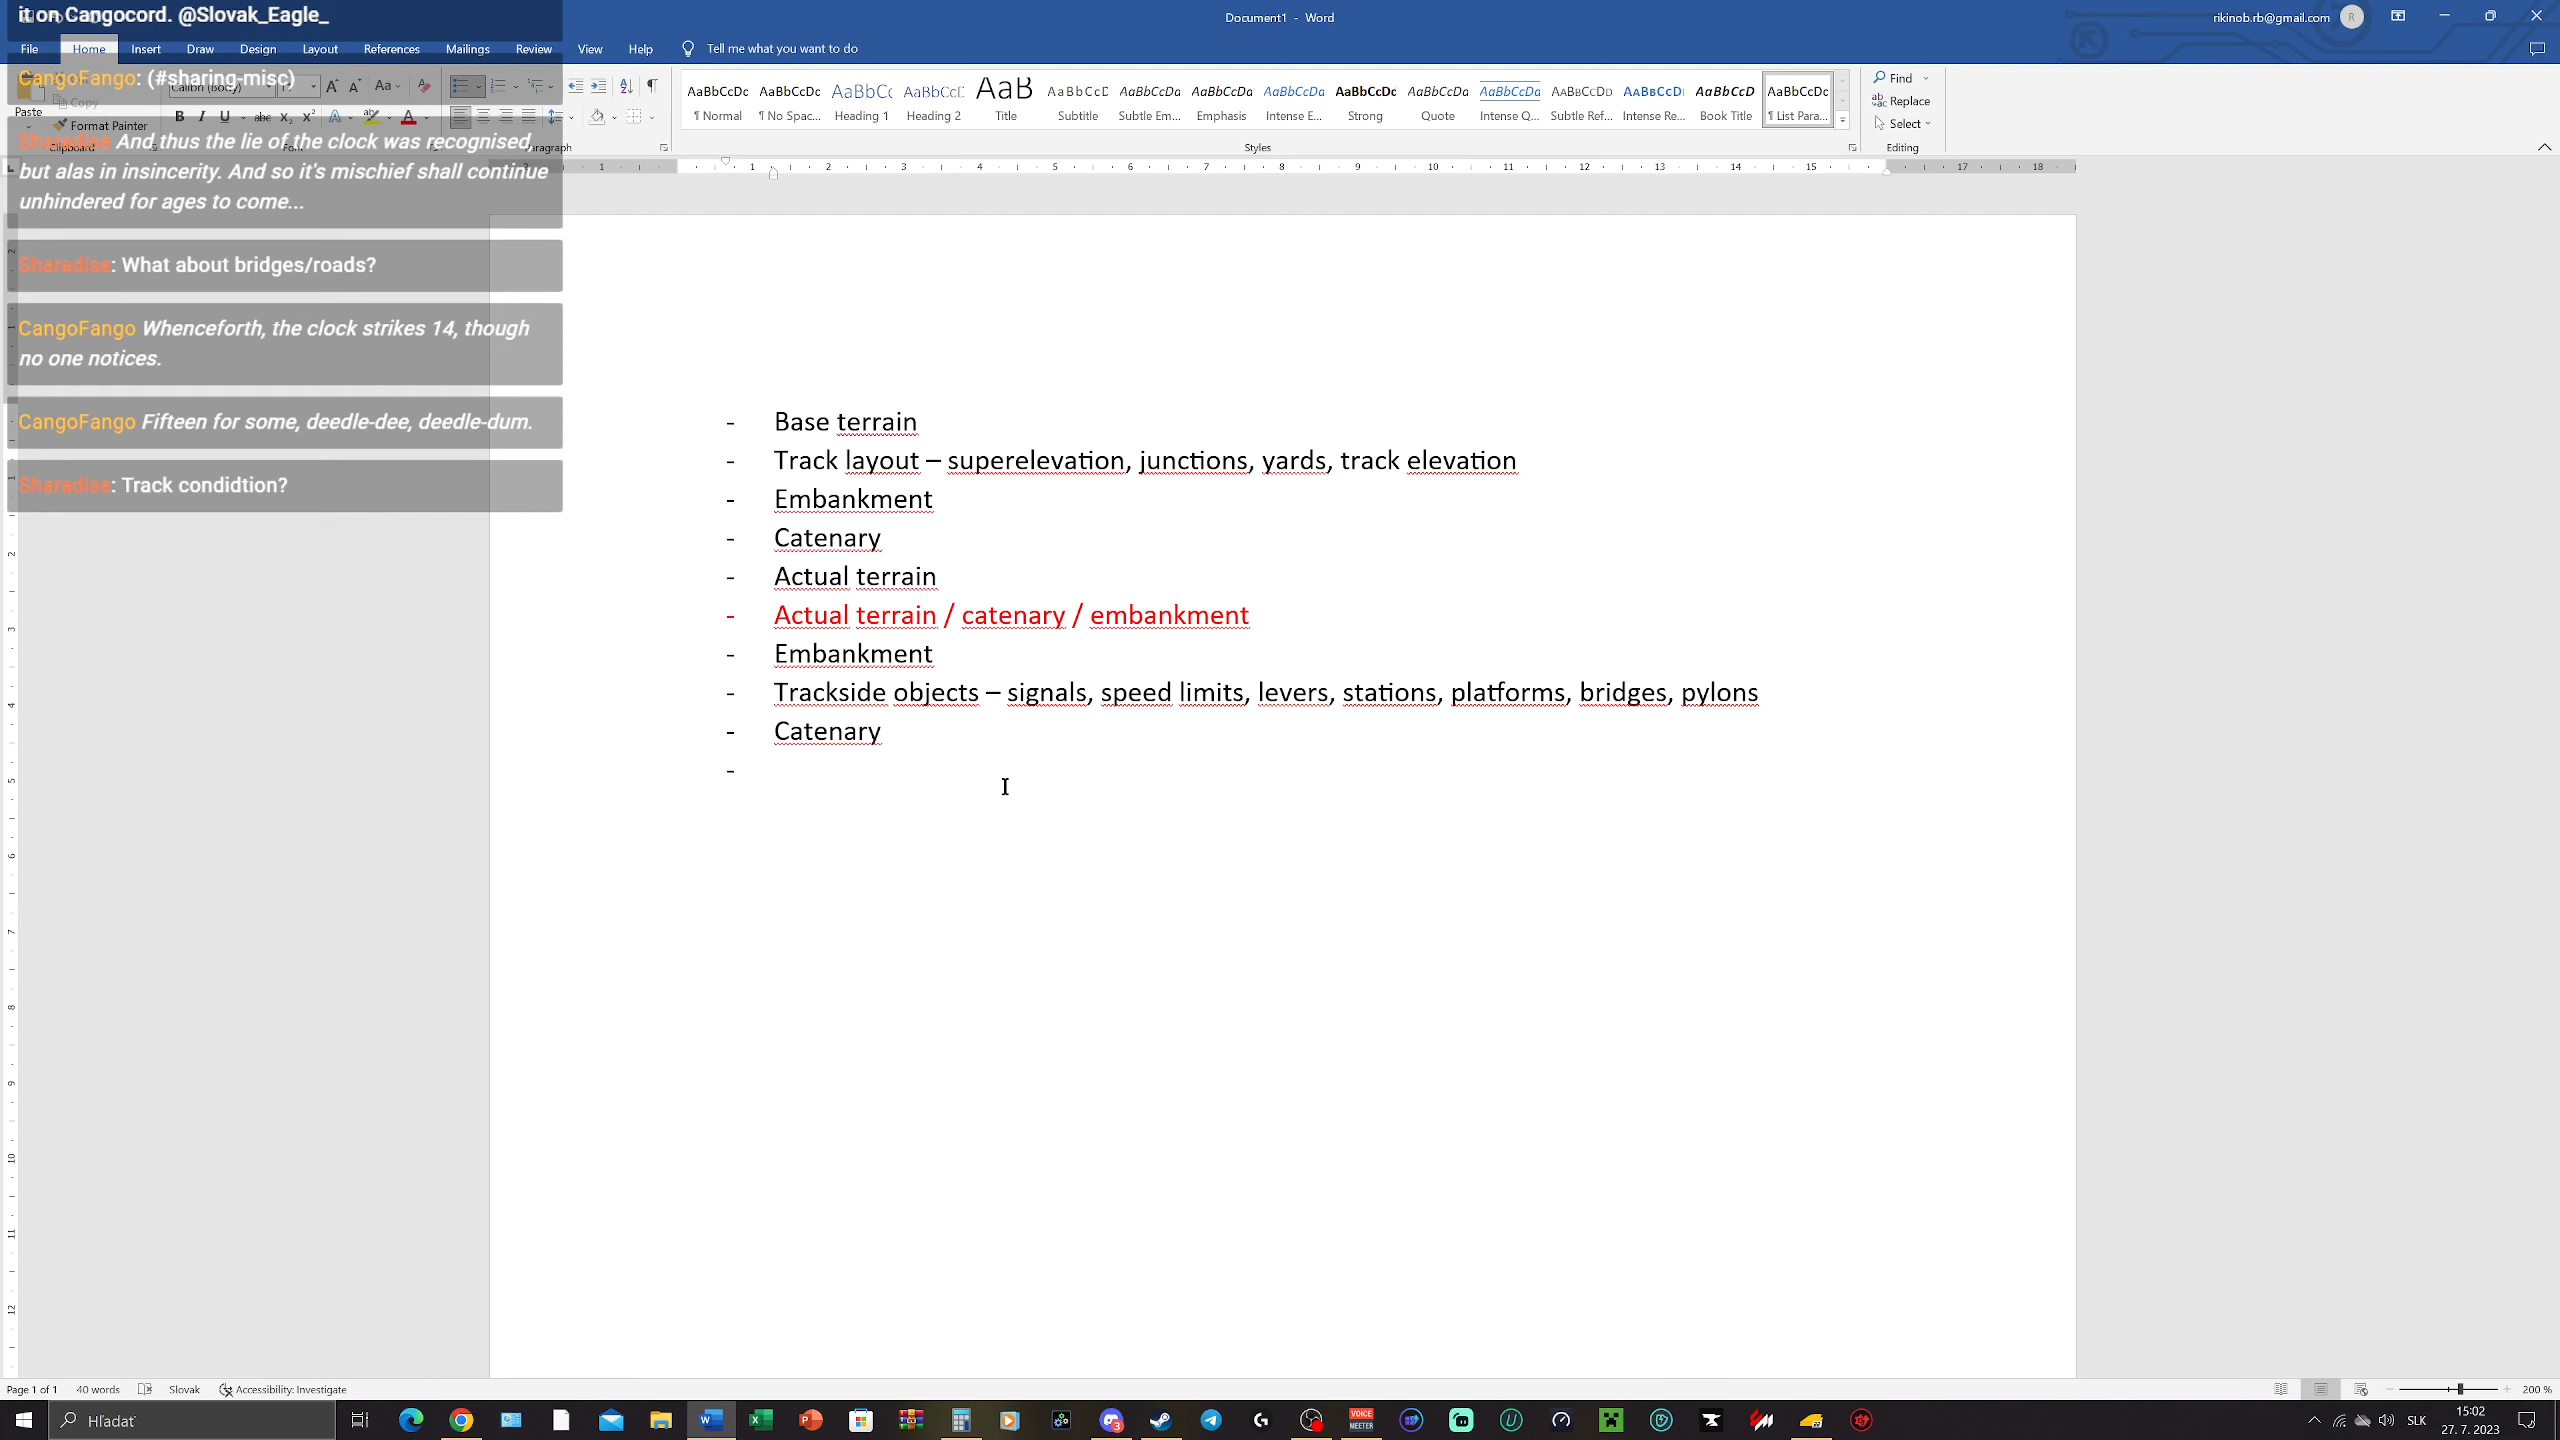 it on Cangocord. @Slovak_Eagle_
Document1 - Word
rikinob.rb@gmail.com
R
File Home Insert Draw Design Layout References Mailings Review View Help Tell me what you want to do
CangoFango: (#sharing-misc)
Paste
Copy
Format Painter
Clipboard
Calibri (Body)
Paragraph
AaBbCcDc AaBbCcDc AaBbCc AaBbCcC AaB AaBbCcD AaBbCcDa AaBbCcDa AaBbCcDa AaBbCcDc AaBbCcDa AaBbCcDa AaBbCcDd AaBbCcDd AaBbCcD AaBbCcDc
¶ Normal ¶ No Spac... Heading 1 Heading 2 Title Subtitle Subtle Em... Emphasis Intense E... Strong Quote Intense Q... Subtle Ref... Intense Re... Book Title ¶ List Para...
Styles
Find
Replace
Select
Editing
Sharadise And thus the lie of the clock was recognised,
but alas in insincerity. And so it's mischief shall continue
unhindered for ages to come...
Sharadise: What about bridges/roads?
CangoFango Whenceforth, the clock strikes 14, though
no one notices.
CangoFango Fifteen for some, deedle-dee, deedle-dum.
Sharadise: Track condidtion?
- Base terrain
- Track layout – superelevation, junctions, yards, track elevation
- Embankment
- Catenary
- Actual terrain
- Actual terrain / catenary / embankment
- Embankment
- Trackside objects – signals, speed limits, levers, stations, platforms, bridges, pylons
- Catenary
-
Page 1 of 1 40 words Slovak Accessibility: Investigate
200 %
Hľadať
SLK
15:02
27. 7. 2023